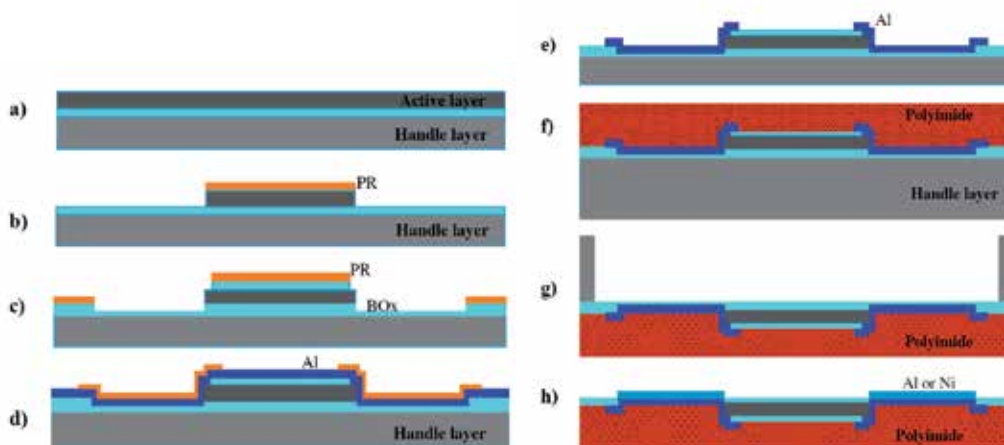 a)
Active layer
Handle layer
b)
PR
Handle layer
c)
PR
BOx
d)
Al
Handle layer
e)
Al
f)
Polyimide
Handle layer
g)
Polyimide
h)
Al or Ni
Polyimide